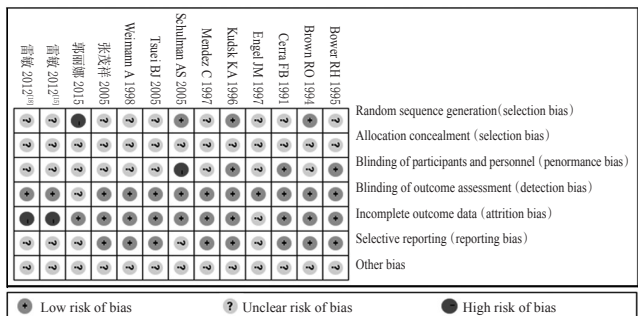 雷敏 2012
雷敏 2012
郭丽娜 2015
张茂祥 2005
Weimann A 1998
Tsuei BJ 2005
Schulman AS 2005
Mendez C 1997
Kudsk KA 1996
Engel JM 1997
Cerra FB 1991
Brown RO 1994
Bower RH 1995
Random sequence generation (selection bias)
Allocation concealment (selection bias)
Blinding of participants and personnel (penormance bias)
Blinding of outcome assessment (detection bias)
Incomplete outcome data (attrition bias)
Selective reporting (reporting bias)
Other bias
Low risk of bias
Unclear risk of bias
High risk of bias